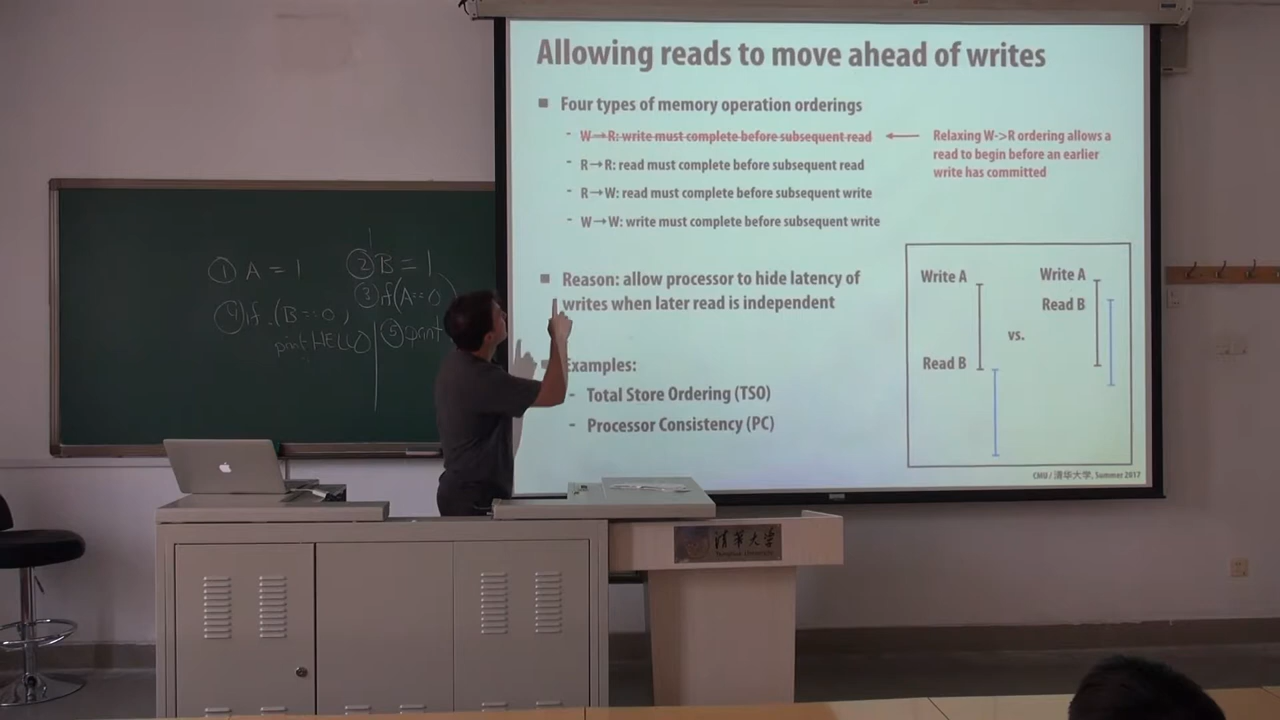 Allowing reads to move ahead of writes
Four types of memory operation orderings
- W→R: write must complete before subsequent read
- R→R: read must complete before subsequent read
- R→W: read must complete before subsequent write
- W→W: write must complete before subsequent write
Relaxing W->R ordering allows a
read to begin before an earlier
write has committed
Reason: allow processor to hide latency of
writes when later read is independent
Examples:
- Total Store Ordering (TSO)
- Processor Consistency (PC)
Write A
Read B
vs.
Write A
Read B
CMU / 清华大学, Summer 2017
① A = 1
④ if (B==0)
print HELLO
② B = 1
③ if (A==0)
⑤ print
清华大学
Tsinghua University